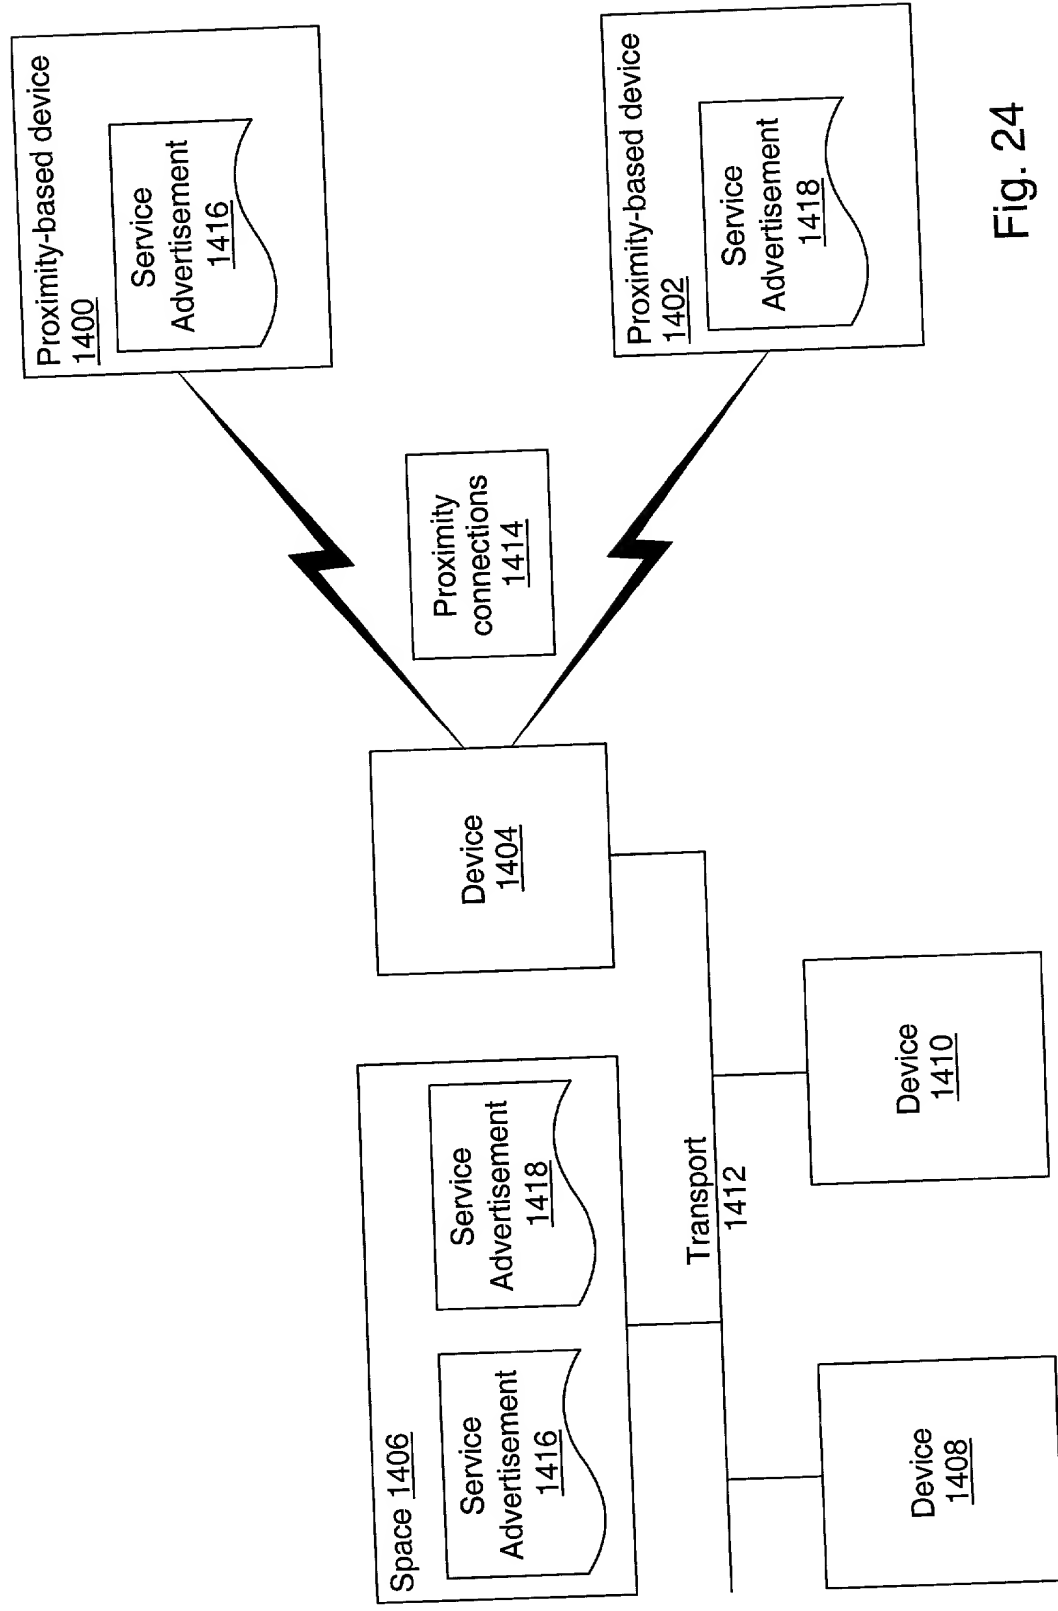 Proximity-based device
1400
Service
Advertisement
1416
Proximity-based device
1402
Service
Advertisement
1418
Proximity
connections
1414
Device
1404
Space 1406
Service
Advertisement
1416
Service
Advertisement
1418
Transport
1412
Device
1408
Device
1410
Fig. 24